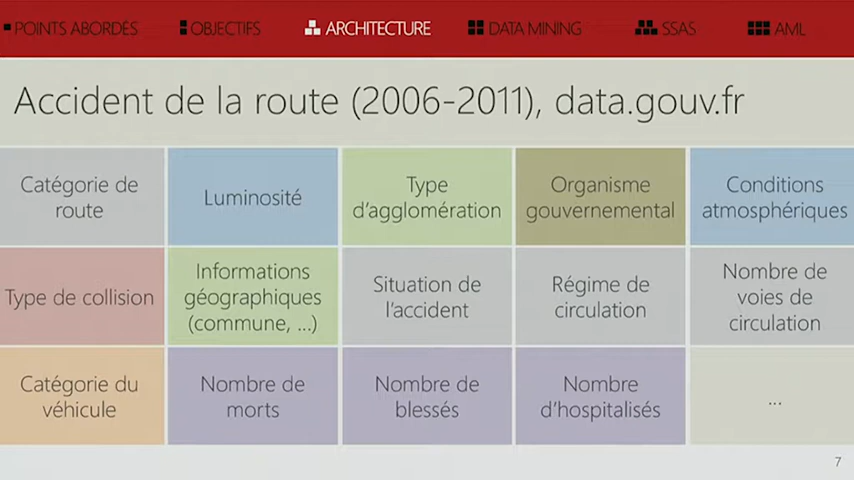 POINTS ABORDÉS
OBJECTIFS
ARCHITECTURE
DATA MINING
SSAS
AML
Accident de la route (2006-2011), data.gouv.fr
Catégorie de
route
Luminosité
Type
d'agglomération
Organisme
gouvernemental
Conditions
atmosphériques
Type de collision
Informations
géographiques
(commune, ...)
Situation de
l'accident
Régime de
circulation
Nombre de
voies de
circulation
Catégorie du
véhicule
Nombre de
morts
Nombre de
blessés
Nombre
d'hospitalisés
...
7